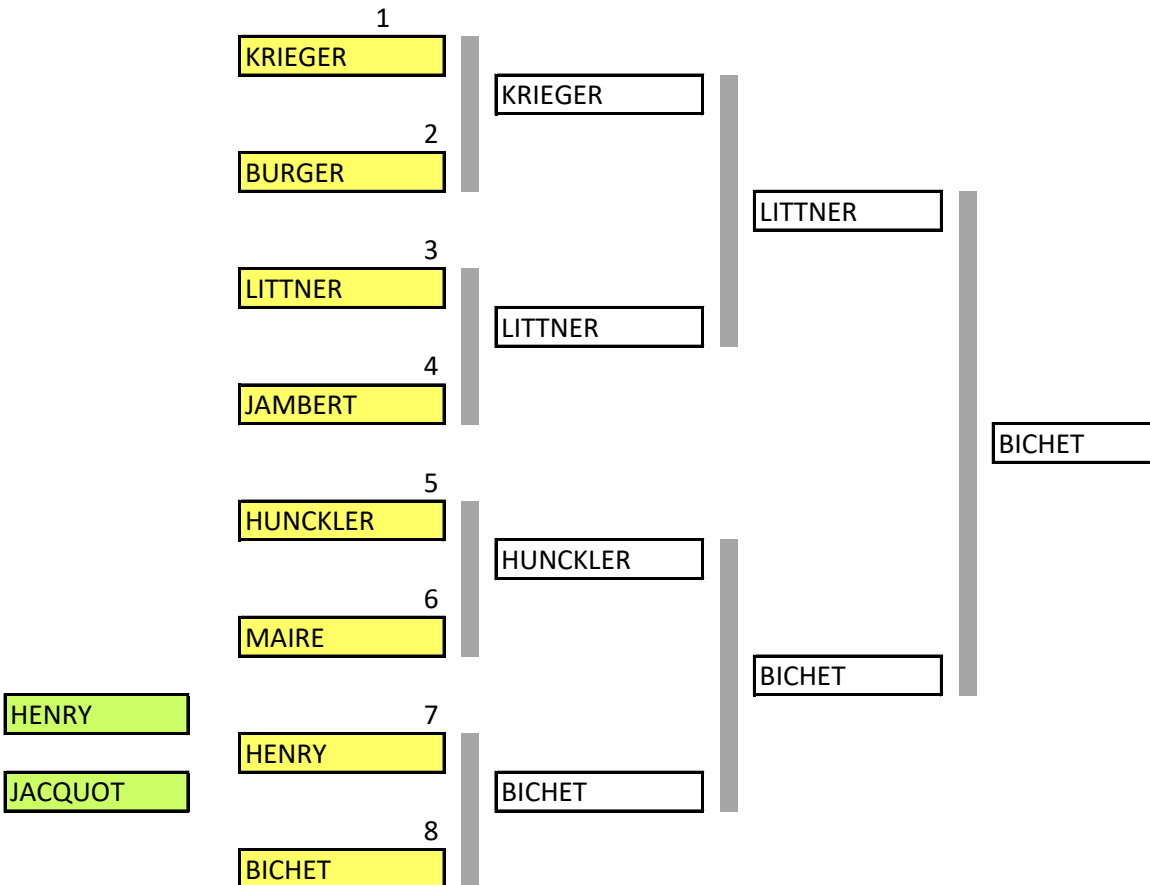 1
KRIEGER
KRIEGER
2
BURGER
LITTNER
3
LITTNER
LITTNER
4
JAMBERT
BICHET
5
HUNCKLER
HUNCKLER
6
MAIRE
BICHET
HENRY
7
HENRY
JACQUOT
BICHET
8
BICHET